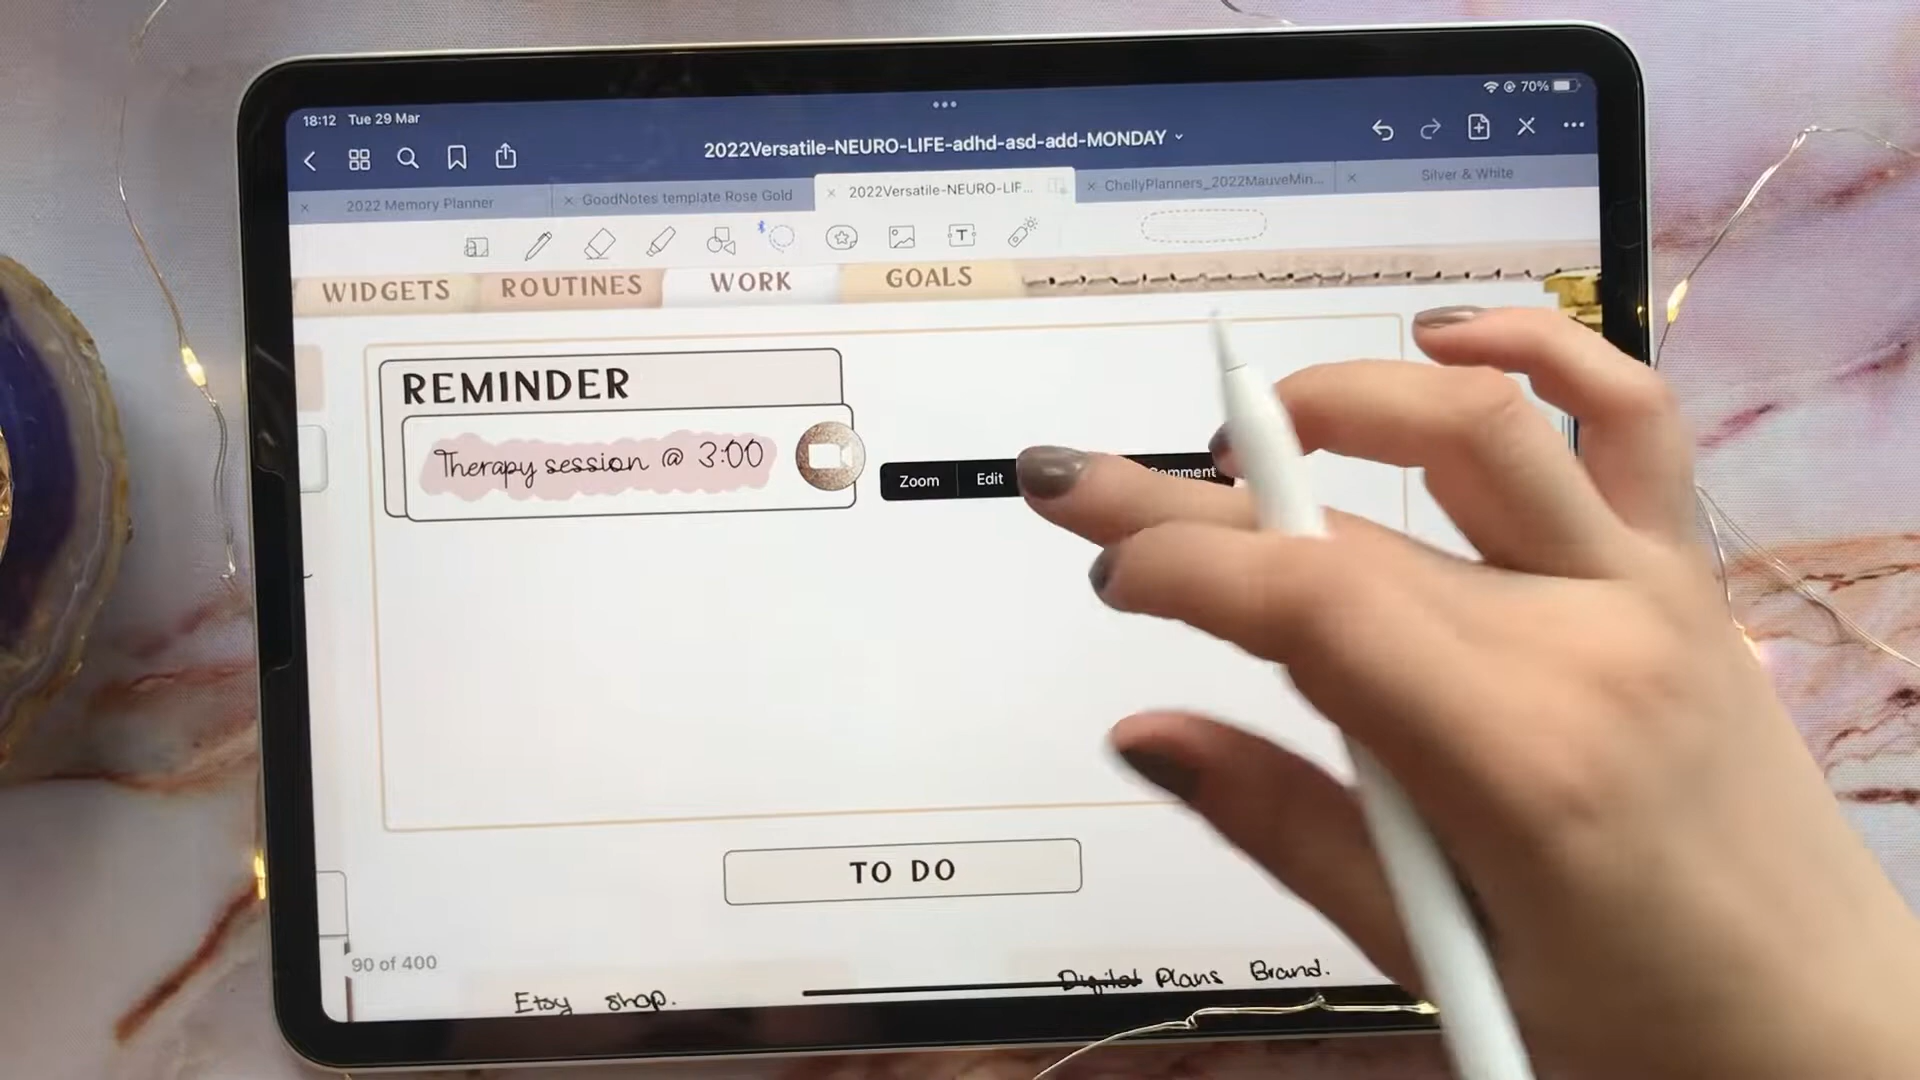 18:12 Tue 29 Mar
70%
2022Versatile-NEURO-LIFE-adhd-asd-add-MONDAY
2022 Memory Planner
GoodNotes template Rose Gold
2022Versatile-NEURO-LIF...
ChellyPlanners_2022MauveMin...
Silver & White
WIDGETS
ROUTINES
WORK
GOALS
REMINDER
Therapy session @ 3:00
Zoom
Edit
Comment
TO DO
90 of 400
Etsy shop.
Digital Plans Brand.